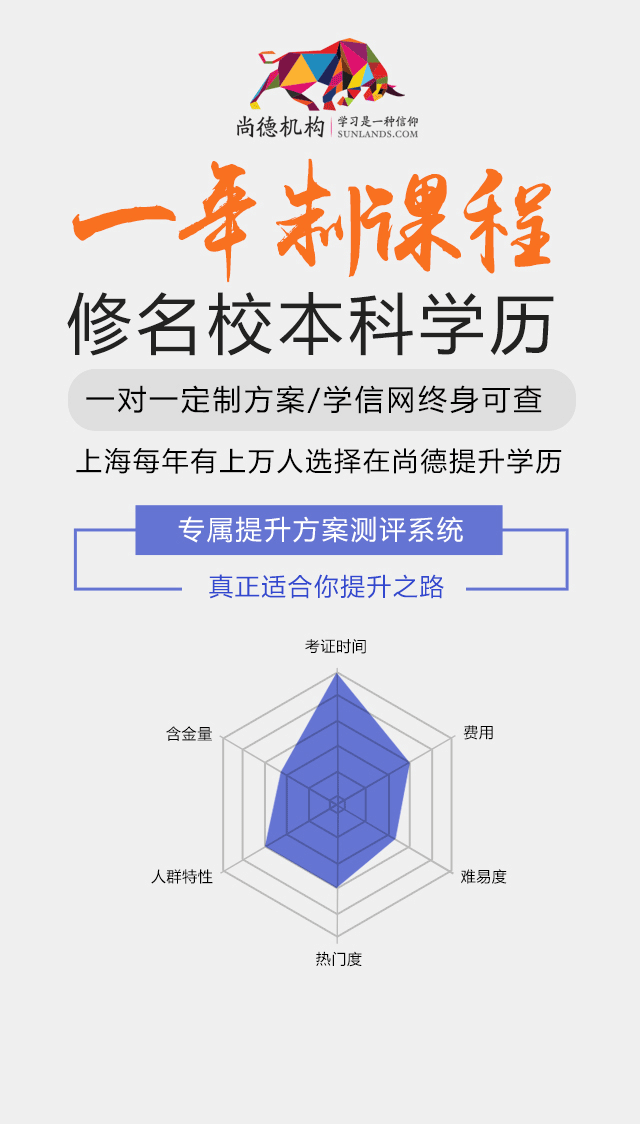 尚德机构
学习是一种信仰
SUNLANDS.COM
一年制课程
修名校本科学历
一对一定制方案/学信网终身可查
上海每年有上万人选择在尚德提升学历
专属提升方案测评系统
真正适合你提升之路
考证时间
含金量
费用
人群特性
难易度
热门度